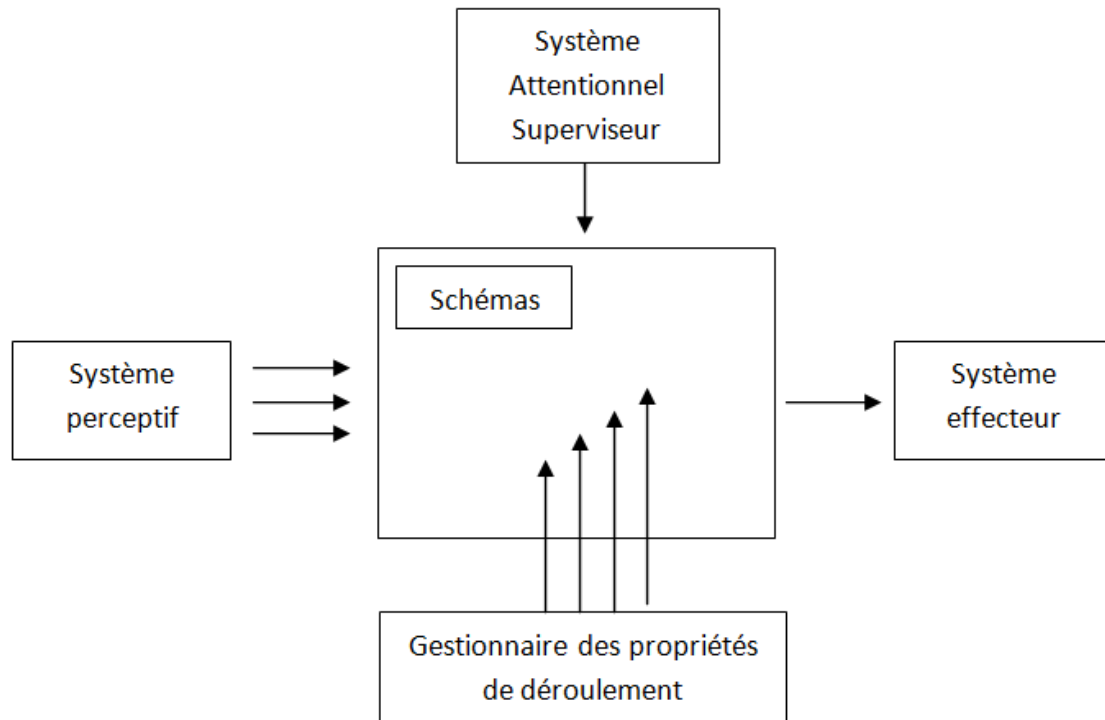 Système
Attentionnel
Superviseur
Schémas
Système
perceptif
Système
effecteur
Gestionnaire des propriétés
de déroulement